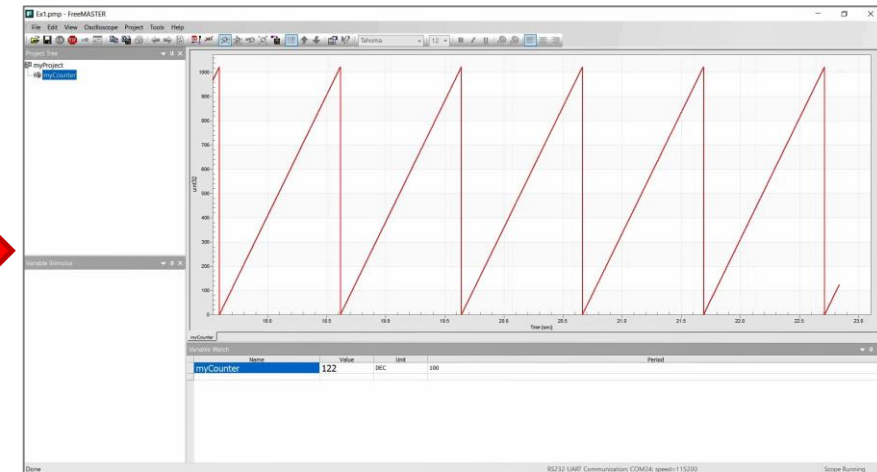 Ex1.pmp - FreeMASTER
File Edit View Oscilloscope Project Tools Help
Tahoma 12 B I U
Project Tree
myProject
myCounter
1000
900
800
700
600
500
400
300
200
100
0
uint32
18.0 18.5 19.0 19.5 20.0 20.5 21.0 21.5 22.0 22.5 23.0
Time [sec]
myCounter
Variable Stimulus
Variable Watch
Name Value Unit Period
myCounter 122 DEC 100
Done RS232 UART Communication; COM24; speed=115200 Scope Running